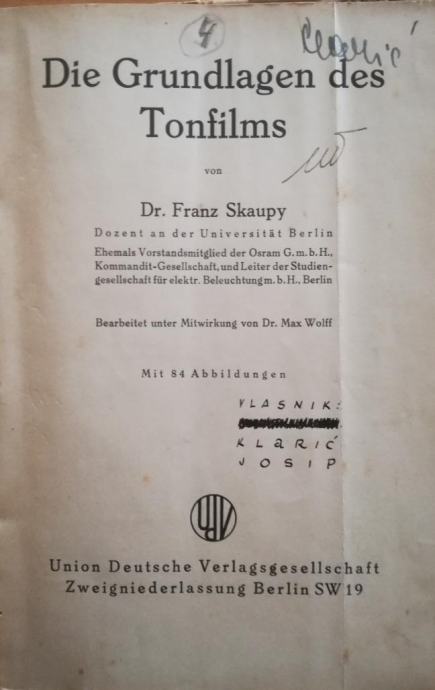 4
Klarić
Die Grundlagen des
Tonfilms
von
Dr. Franz Skaupy
Dozent an der Universität Berlin
Ehemals Vorstandsmitglied der Osram G. m. b. H.,
Kommandit-Gesellschaft, und Leiter der Studien-
gesellschaft für elektr. Beleuchtung m. b. H., Berlin
Bearbeitet unter Mitwirkung von Dr. Max Wolff
Mit 84 Abbildungen
VLASNIK:
KLARIĆ
JOSIP
Union Deutsche Verlagsgesellschaft
Zweigniederlassung Berlin SW 19